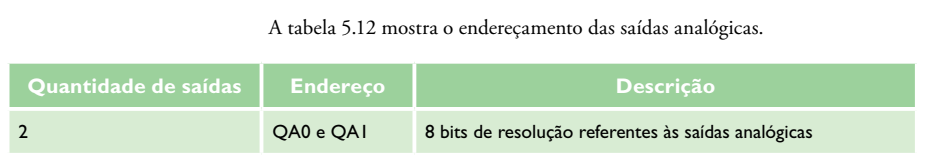 A tabela 5.12 mostra o endereçamento das saídas analógicas.
Quantidade de saídas Endereço Descrição
2 QA0 e QA1 8 bits de resolução referentes às saídas analógicas